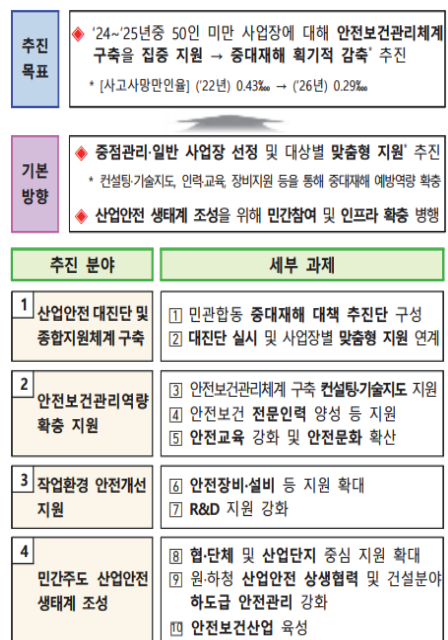 추진
목표
◈ '24~'25년중 50인 미만 사업장에 대해 안전보건관리체계
구축을 집중 지원 → 중대재해 획기적 감축* 추진
* [사고사망만인율] ('22년) 0.43‱ → ('26년) 0.29‱
기본
방향
◈ 중점관리·일반 사업장 선정 및 대상별 맞춤형 지원* 추진
* 컨설팅·기술지도, 인력·교육, 장비지원 등을 통해 중대재해 예방역량 확충
◈ 산업안전 생태계 조성을 위해 민간참여 및 인프라 확충 병행
추진 분야
세부 과제
1
산업안전 대진단 및
종합지원체계 구축
1 민관합동 중대재해 대책 추진단 구성
2 대진단 실시 및 사업장별 맞춤형 지원 연계
2
안전보건관리역량
확충 지원
3 안전보건관리체계 구축 컨설팅·기술지도 지원
4 안전보건 전문인력 양성 등 지원
5 안전교육 강화 및 안전문화 확산
3
작업환경 안전개선
지원
6 안전장비·설비 등 지원 확대
7 R&D 지원 강화
4
민간주도 산업안전
생태계 조성
8 협·단체 및 산업단지 중심 지원 확대
9 원·하청 산업안전 상생협력 및 건설분야
하도급 안전관리 강화
10 안전보건산업 육성